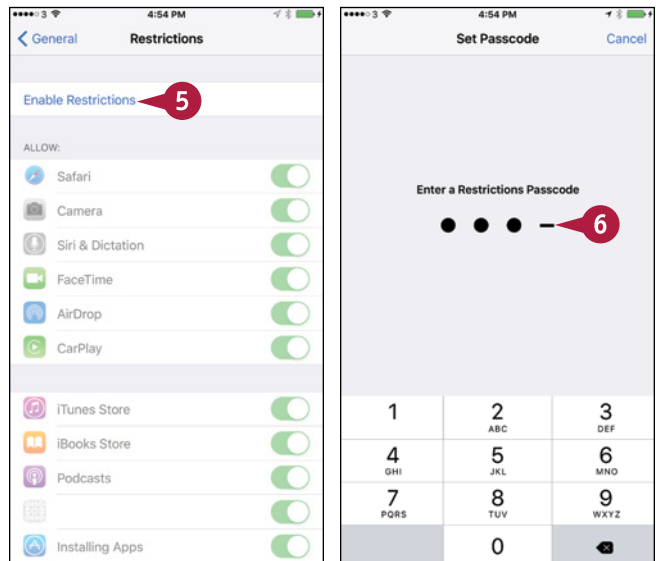 3 4:54 PM
General Restrictions
Enable Restrictions 5
ALLOW:
Safari
Camera
Siri & Dictation
FaceTime
AirDrop
CarPlay
iTunes Store
iBooks Store
Podcasts
Installing Apps
3 4:54 PM
Set Passcode Cancel
Enter a Restrictions Passcode
6
1 2 3
ABC DEF
4 5 6
GHI JKL MNO
7 8 9
PQRS TUV WXYZ
0